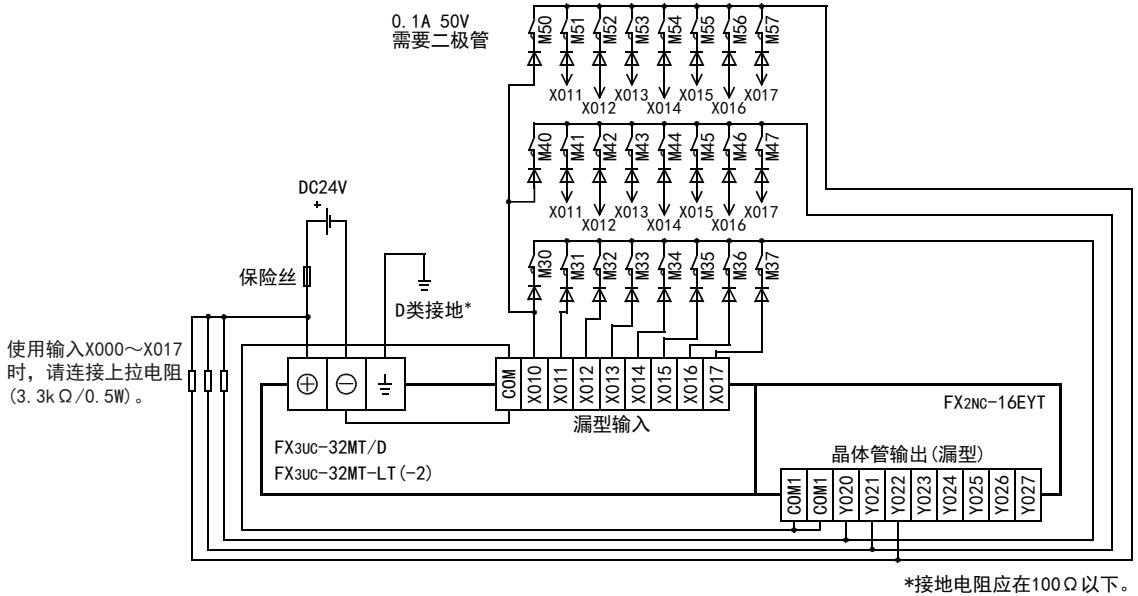 0.1A 50V
需要二极管
M50 M51 M52 M53 M54 M55 M56 M57
X011 X013 X015 X017
X012 X014 X016
M40 M41 M42 M43 M44 M45 M46 M47
X011 X013 X015 X017
X012 X014 X016
DC24V
+
M30 M31 M32 M33 M34 M35 M36 M37
保险丝
D类接地*
使用输入X000～X017
时，请连接上拉电阻
(3.3kΩ/0.5W)。
COM X010 X011 X012 X013 X014 X015 X016 X017
漏型输入
FX2NC-16EYT
FX3UC-32MT/D
FX3UC-32MT-LT(-2)
晶体管输出(漏型)
COM1 COM1 Y020 Y021 Y022 Y023 Y024 Y025 Y026 Y027
*接地电阻应在100Ω以下。